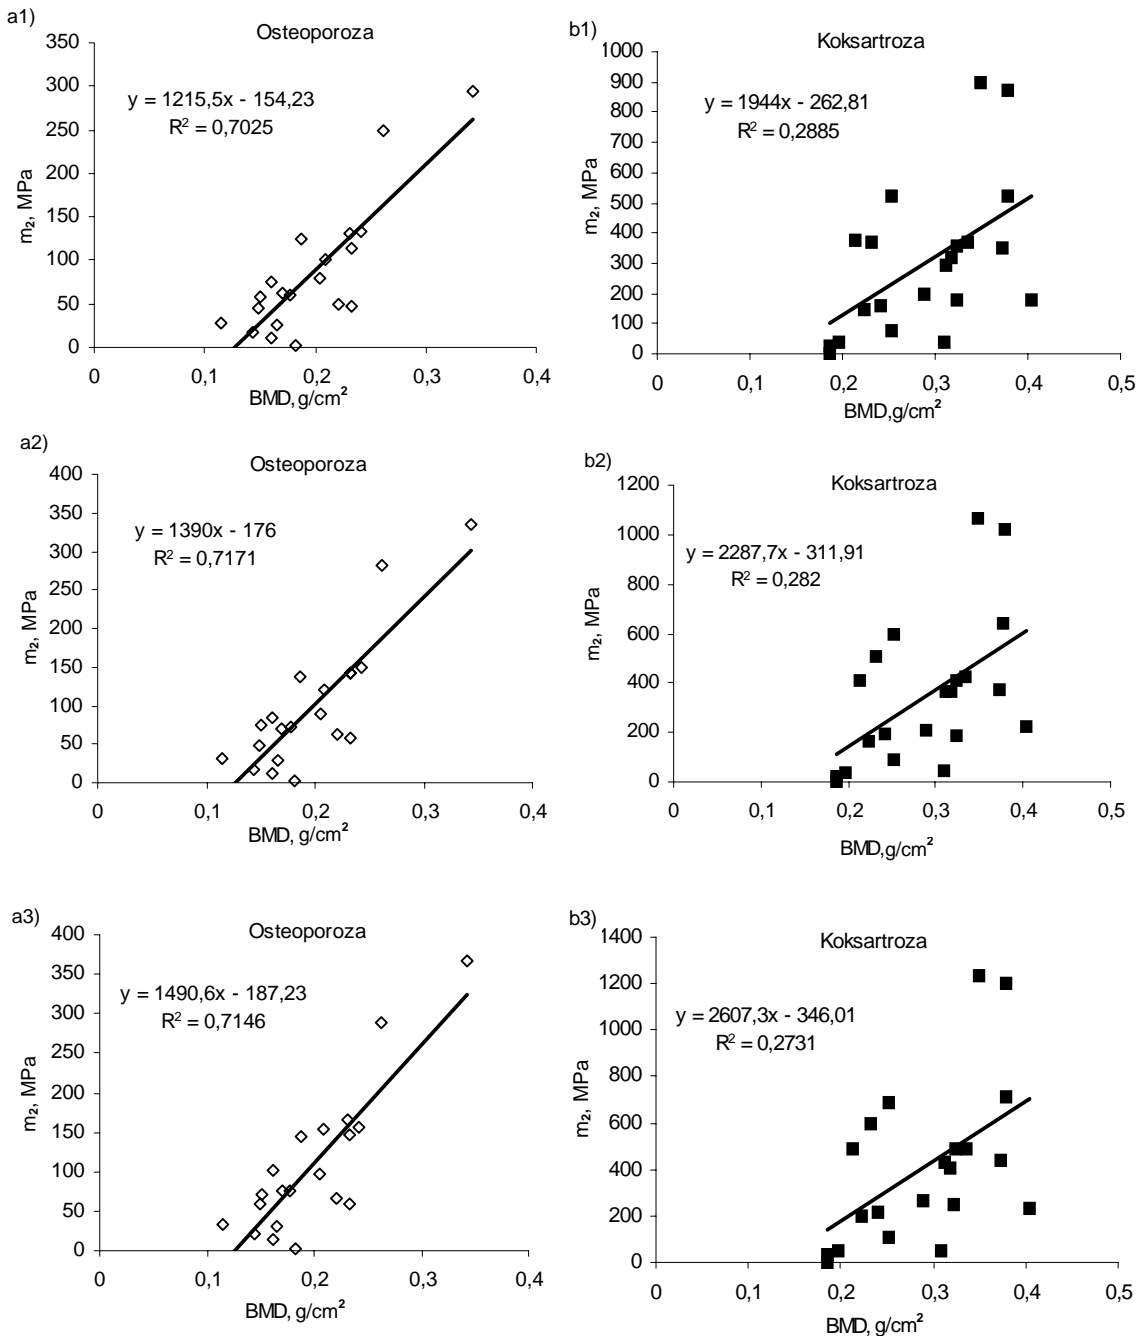 a1)
Osteoporoza
y = 1215,5x - 154,23
R² = 0,7025
350
300
250
200
150
100
50
0
m₂, MPa
0 0,1 0,2 0,3 0,4
BMD, g/cm²
b1)
Koksartroza
y = 1944x - 262,81
R² = 0,2885
1000
900
800
700
600
500
400
300
200
100
0
m₂, MPa
0 0,1 0,2 0,3 0,4 0,5
BMD,g/cm²
a2)
Osteoporoza
y = 1390x - 176
R² = 0,7171
400
350
300
250
200
150
100
50
0
m₂, MPa
0 0,1 0,2 0,3 0,4
BMD, g/cm²
b2)
Koksartroza
y = 2287,7x - 311,91
R² = 0,282
1200
1000
800
600
400
200
0
m₂, MPa
0 0,1 0,2 0,3 0,4 0,5
BMD,g/cm²
a3)
Osteoporoza
y = 1490,6x - 187,23
R² = 0,7146
400
350
300
250
200
150
100
50
0
m₂, MPa
0 0,1 0,2 0,3 0,4
BMD, g/cm²
b3)
Koksartroza
y = 2607,3x - 346,01
R² = 0,2731
1400
1200
1000
800
600
400
200
0
m₂, MPa
0 0,1 0,2 0,3 0,4 0,5
BMD, g/cm²